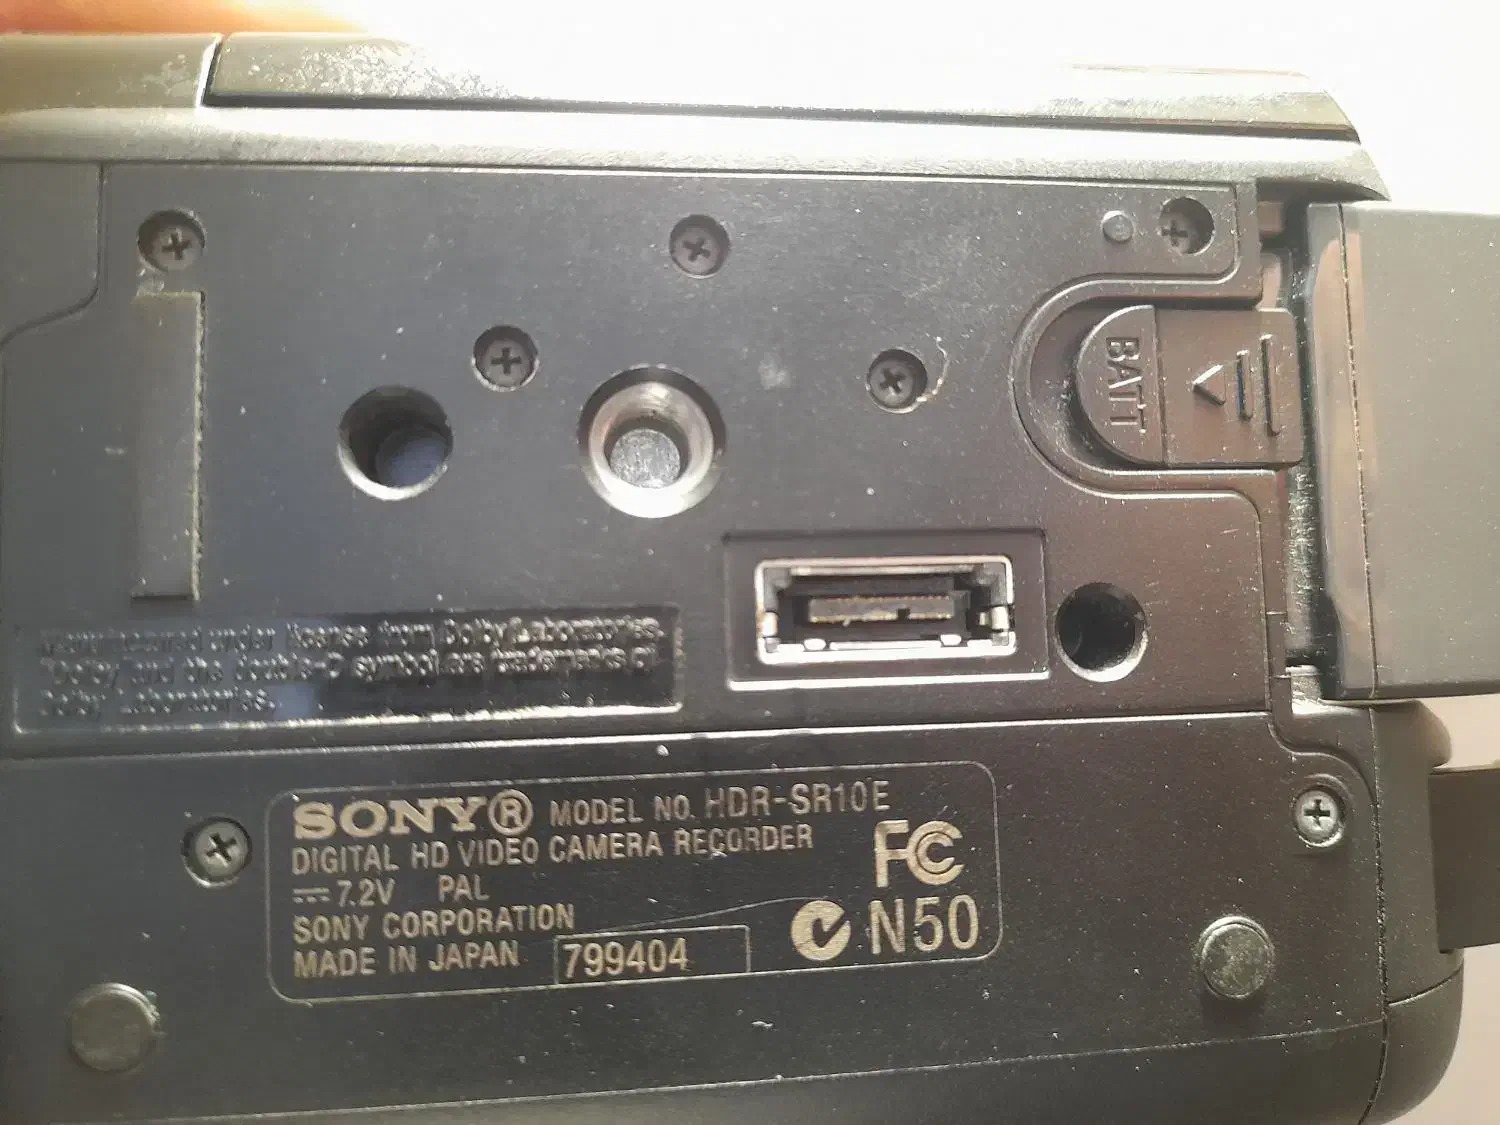 BATT
Manufactured under license from Dolby Laboratories.
"Dolby" and the double-D symbol are trademarks of
Dolby Laboratories.
SONY® MODEL NO. HDR-SR10E
DIGITAL HD VIDEO CAMERA RECORDER
⎓ 7.2V PAL
SONY CORPORATION
MADE IN JAPAN 799404
FC
N50